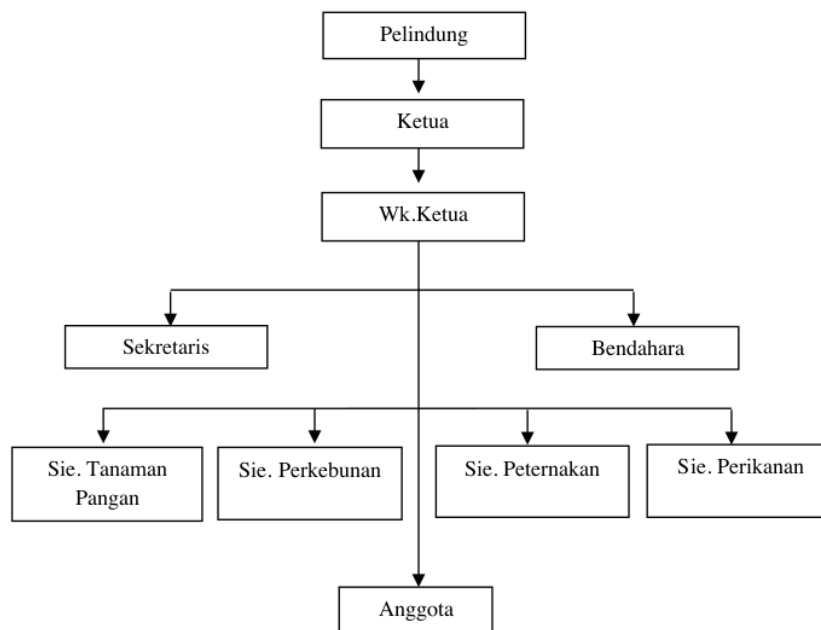 Pelindung
Ketua
Wk.Ketua
Sekretaris
Bendahara
Sie. Tanaman
Pangan
Sie. Perkebunan
Sie. Peternakan
Sie. Perikanan
Anggota